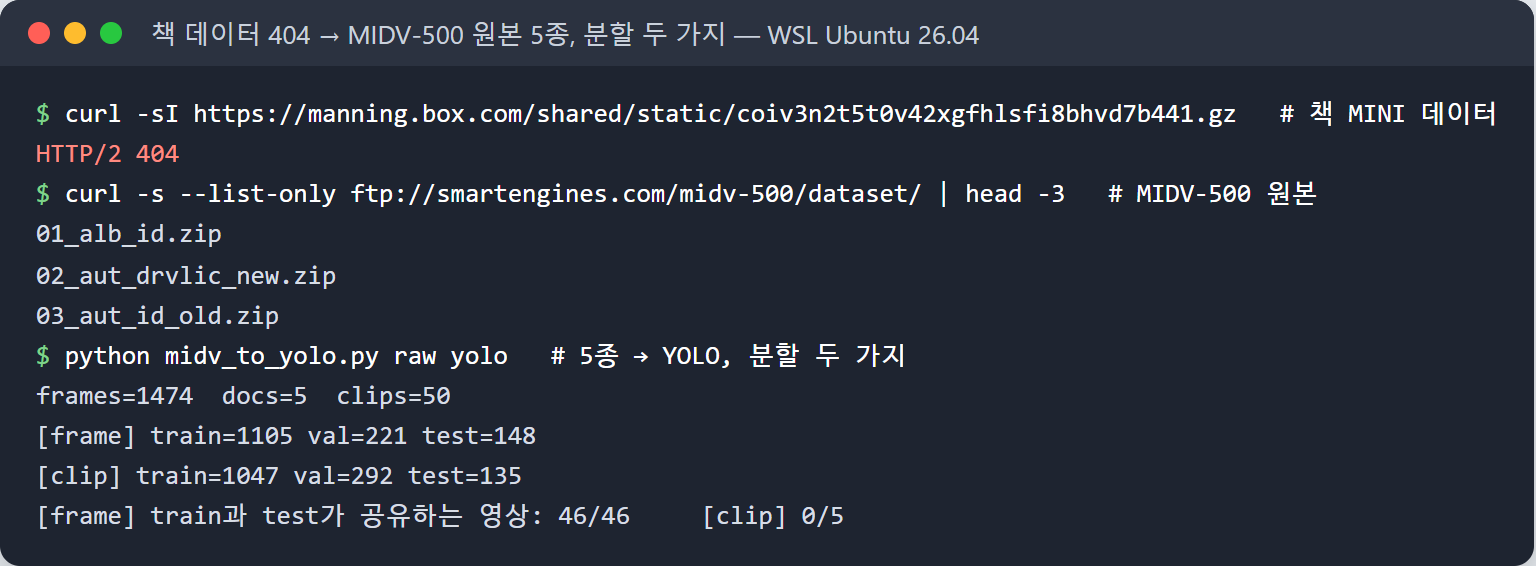 책 데이터 404 → MIDV-500 원본 5종, 분할 두 가지 — WSL Ubuntu 26.04
$ curl -sI https://manning.box.com/shared/static/coiv3n2t5t0v42xgfhlsfi8bhvd7b441.gz   # 책 MINI 데이터
HTTP/2 404
$ curl -s --list-only ftp://smartengines.com/midv-500/dataset/ | head -3   # MIDV-500 원본
01_alb_id.zip
02_aut_drvlic_new.zip
03_aut_id_old.zip
$ python midv_to_yolo.py raw yolo   # 5종 → YOLO, 분할 두 가지
frames=1474  docs=5  clips=50
[frame] train=1105 val=221 test=148
[clip] train=1047 val=292 test=135
[frame] train과 test가 공유하는 영상: 46/46     [clip] 0/5